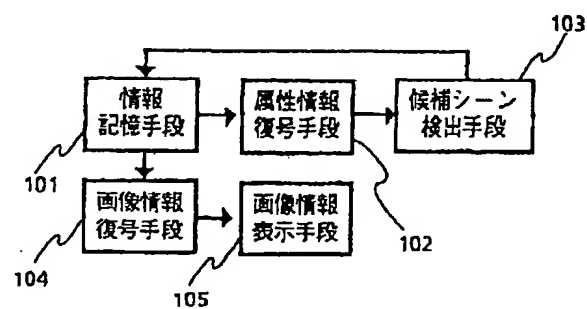 103
情報
記憶手段
属性情報
復号手段
候補シーン
検出手段
101
画像情報
復号手段
画像情報
表示手段
102
104
105